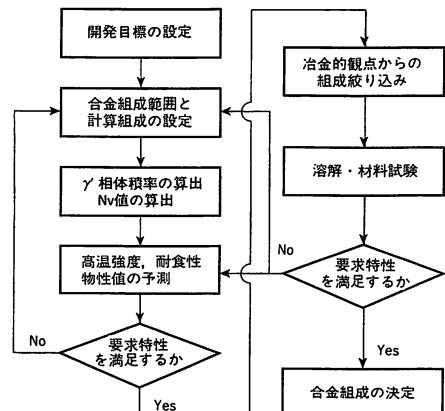 開発目標の設定
合金組成範囲と
計算組成の設定
γ´相体積率の算出
Nv値の算出
高温強度，耐食性
物性値の予測
No
要求特性
を満足するか
Yes
冶金的観点からの
組成絞り込み
溶解・材料試験
No
要求特性
を満足するか
Yes
合金組成の決定